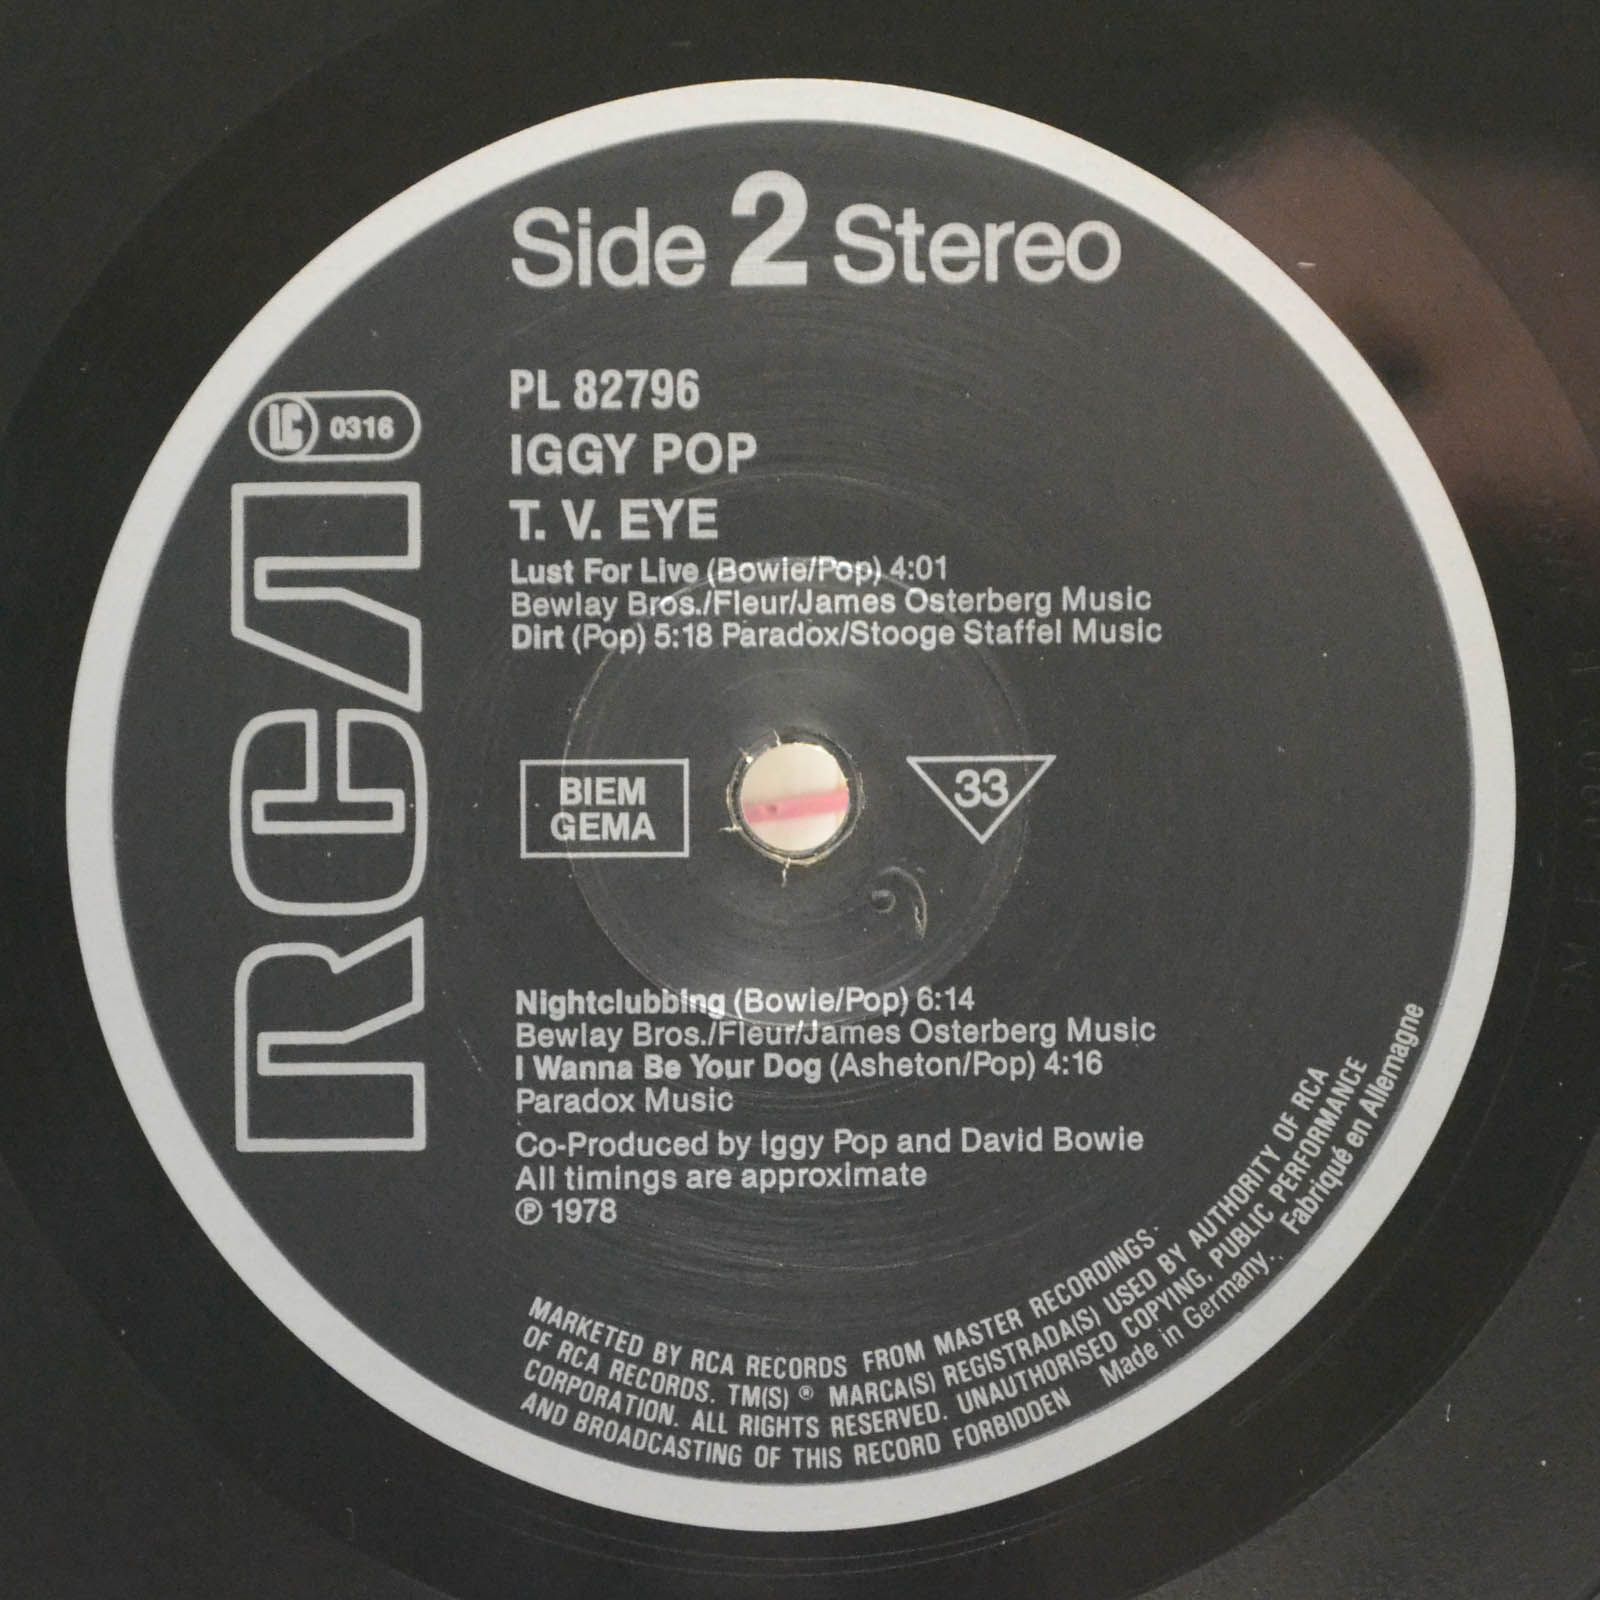 Side 2 Stereo
PL 82796
LC 0316
IGGY POP
T. V. EYE
Lust For Live (Bowie/Pop) 4:01
Bewlay Bros./Fleur/James Osterberg Music
Dirt (Pop) 5:18 Paradox/Stooge Staffel Music
RCA
BIEM
GEMA
33
Nightclubbing (Bowie/Pop) 6:14
Bewlay Bros./Fleur/James Osterberg Music
I Wanna Be Your Dog (Asheton/Pop) 4:16
Paradox Music
Co-Produced by Iggy Pop and David Bowie
All timings are approximate
℗ 1978
MARKETED BY RCA RECORDS FROM MASTER RECORDINGS.
OF RCA RECORDS. TM(S) ® MARCA(S) REGISTRADA(S) USED BY AUTHORITY OF RCA
CORPORATION. ALL RIGHTS RESERVED. UNAUTHORISED COPYING, PUBLIC PERFORMANCE
AND BROADCASTING OF THIS RECORD FORBIDDEN Made in Germany. Fabriqué en Allemagne